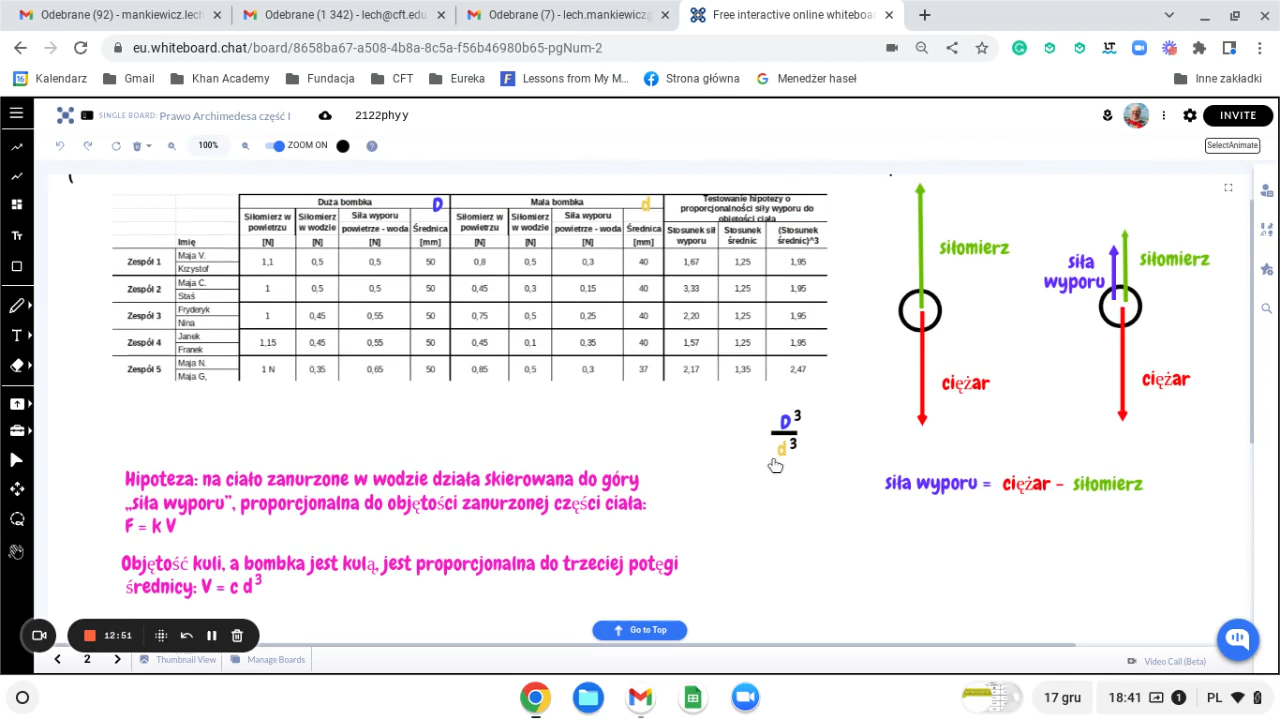 Odebrane (92) - mankiewicz.lech
Odebrane (1 342) - lech@cft.edu
Odebrane (7) - lech.mankiewicz@
Free interactive online whiteboar
eu.whiteboard.chat/board/8658ba67-a508-4b8a-8c5a-f56b46980b65-pgNum-2
Kalendarz
Gmail
Khan Academy
Fundacja
CFT
Eureka
Lessons from My M...
Strona główna
Menedżer haseł
Inne zakładki
SINGLE BOARD: Prawo Archimedesa część I
2122phyy
INVITE
100%
ZOOM ON
SelectAnimate
Duża bombka D Mała bombka d Testowanie hipotezy o proporcjonalności siły wyporu do objętości ciała
Imię Siłomierz w powietrzu [N] Siłomierz w wodzie [N] Siła wyporu powietrze - woda [N] Średnica [mm] Siłomierz w powietrzu [N] Siłomierz w wodzie [N] Siła wyporu powietrze - woda [N] Średnica [mm] Stosunek sił wyporu Stosunek średnic (Stosunek średnic)^3
Zespół 1 Maja V. Krzystof 1,1 0,5 0,5 50 0,8 0,5 0,3 40 1,67 1,25 1,95
Zespół 2 Maja C. Staś 1 0,5 0,5 50 0,45 0,3 0,15 40 3,33 1,25 1,95
Zespół 3 Fryderyk Nina 1 0,45 0,55 50 0,75 0,5 0,25 40 2,20 1,25 1,95
Zespół 4 Janek Franek 1,15 0,45 0,55 50 0,45 0,1 0,35 40 1,57 1,25 1,95
Zespół 5 Maja N. Maja G, 1 N 0,35 0,65 50 0,85 0,5 0,3 37 2,17 1,35 2,47
siłomierz
siła wyporu
siłomierz
ciężar
ciężar
D 3
d 3
siła wyporu = ciężar - siłomierz
Hipoteza: na ciało zanurzone w wodzie działa skierowana do góry
„siła wyporu”, proporcjonalna do objętości zanurzonej części ciała:
F = k V
Objętość kuli, a bombka jest kulą, jest proporcjonalna do trzeciej potęgi
średnicy: V = c d 3
12:51
Go to Top
2
Thumbnail View
Manage Boards
Video Call (Beta)
17 gru
18:41
1
PL